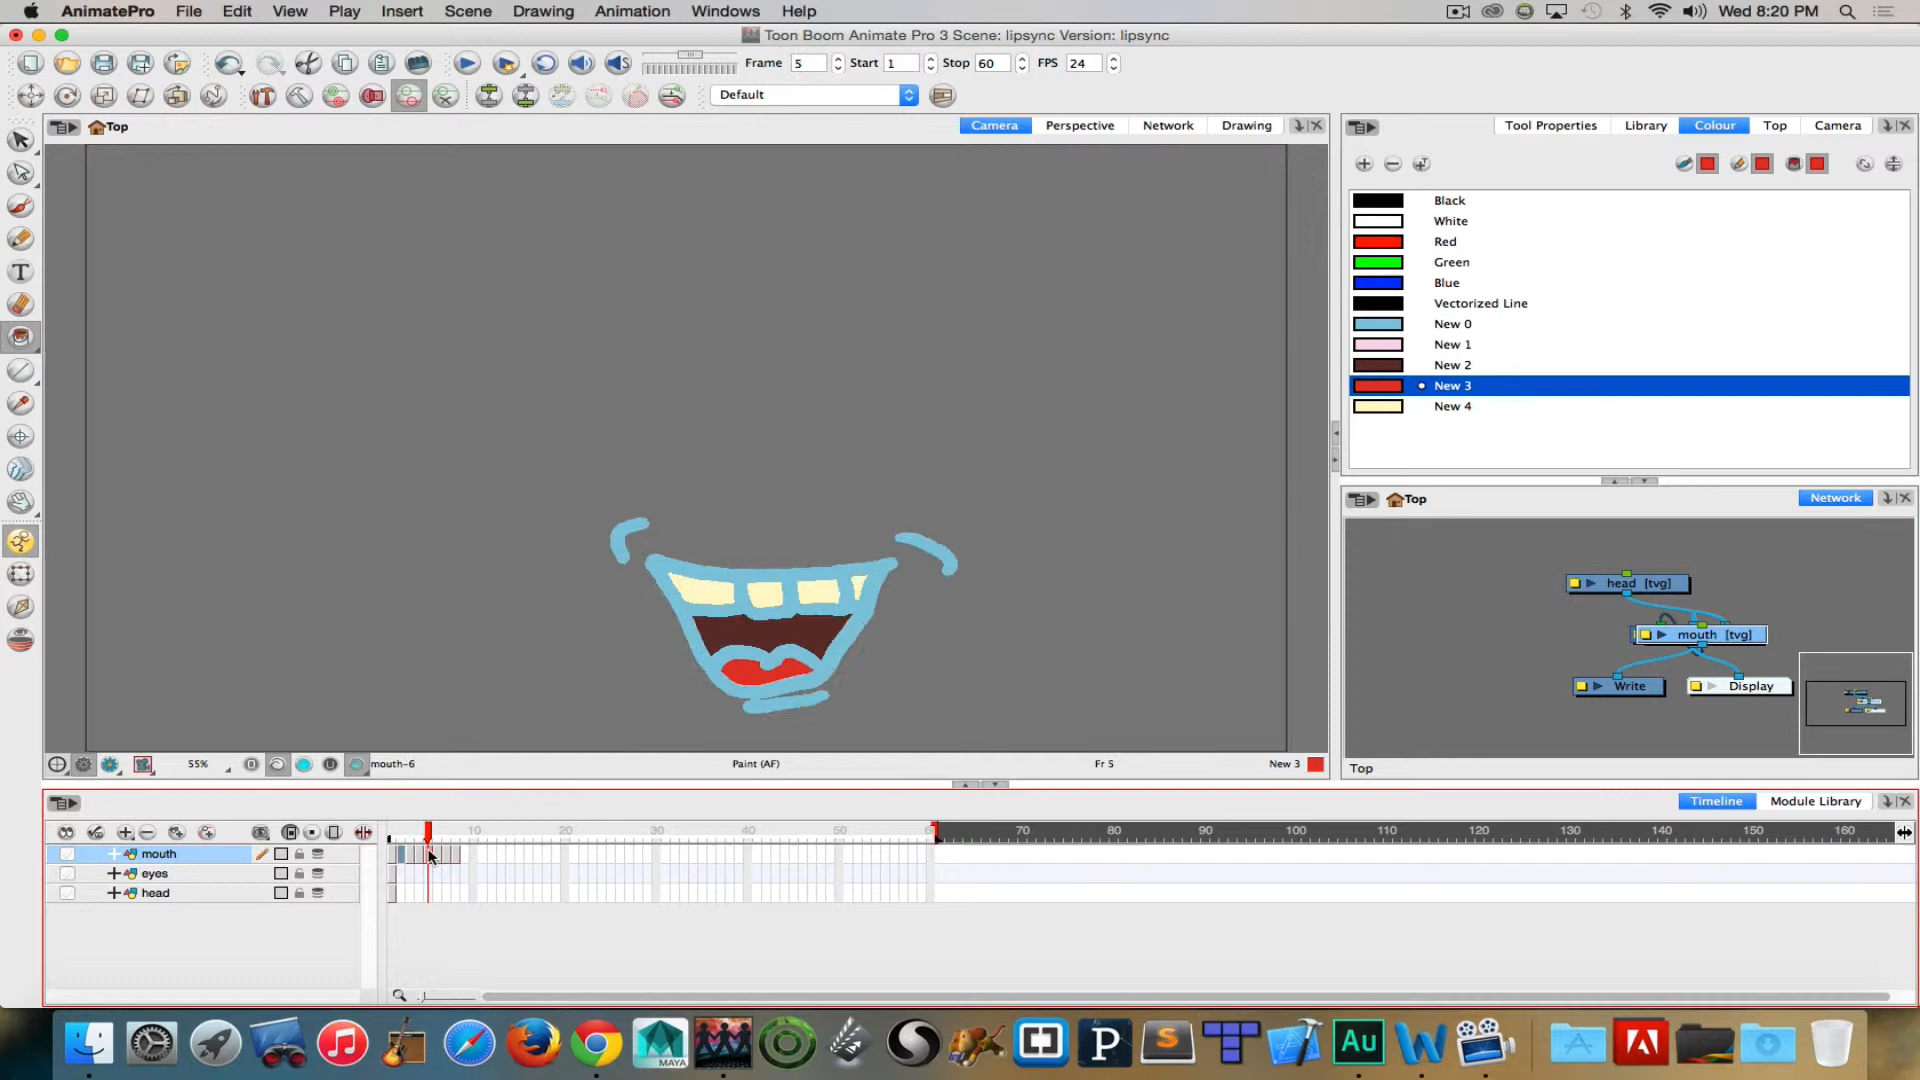 AnimatePro File Edit View Play Insert Scene Drawing Animation Windows Help Wed 8:20 PM
Toon Boom Animate Pro 3 Scene: lipsync Version: lipsync
Frame 5 Start 1 Stop 60 FPS 24
Default
Top Camera Perspective Network Drawing
Tool Properties Library Colour Top Camera
Black
White
Red
Green
Blue
Vectorized Line
New 0
New 1
New 2
New 3
New 4
Top Network
head [tvg]
mouth [tvg]
Write Display
Top
55% mouth-6 Paint (AF) Fr 5 New 3
Timeline Module Library
10 20 30 40 50 70 80 90 100 110 120 130 140 150 160
mouth
eyes
head
MAYA P S T Au W